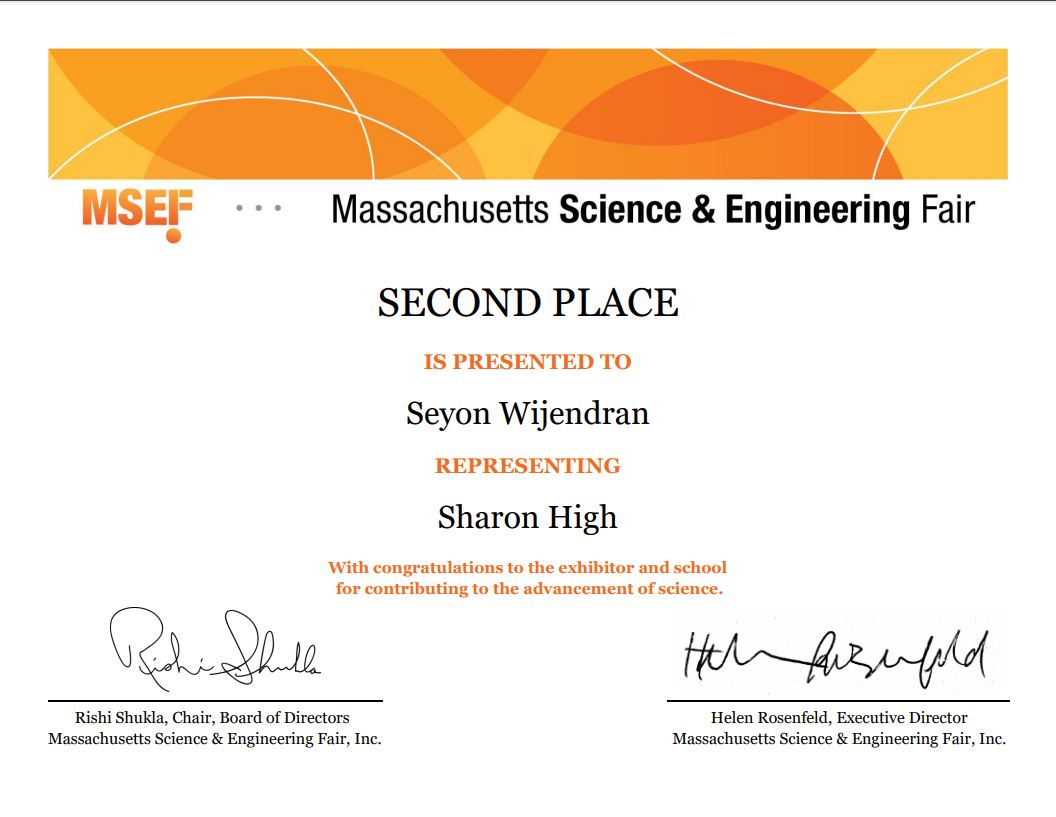 MSEF ... Massachusetts Science & Engineering Fair
SECOND PLACE
IS PRESENTED TO
Seyon Wijendran
REPRESENTING
Sharon High
With congratulations to the exhibitor and school
for contributing to the advancement of science.
Rishi Shukla
Helen Rosenfeld
Rishi Shukla, Chair, Board of Directors
Massachusetts Science & Engineering Fair, Inc.
Helen Rosenfeld, Executive Director
Massachusetts Science & Engineering Fair, Inc.